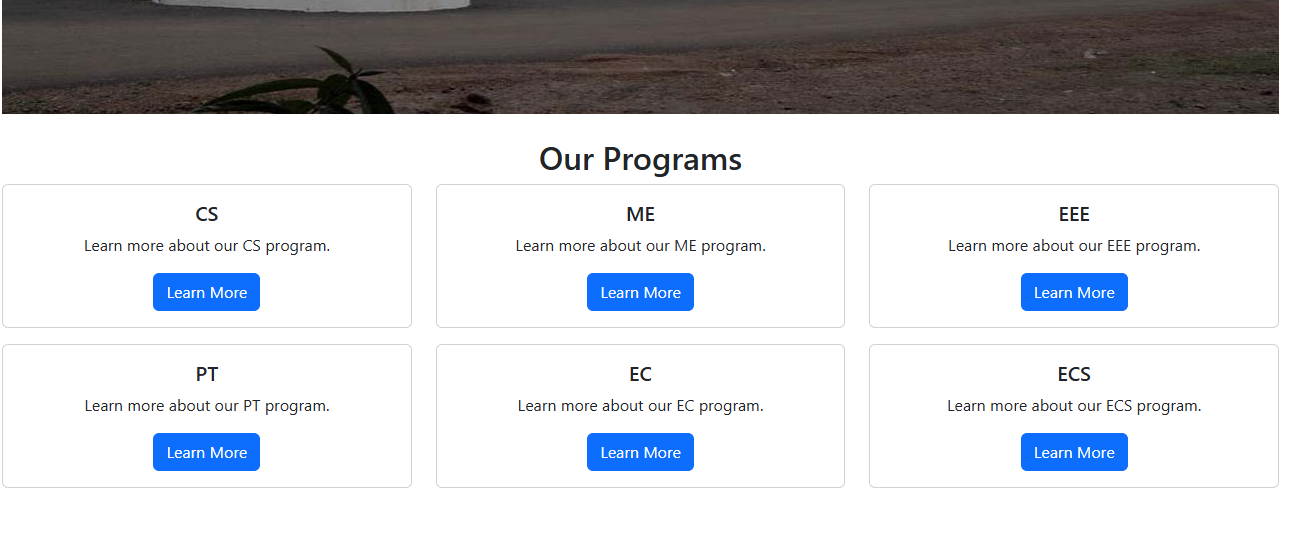 Our Programs
CS
Learn more about our CS program.
Learn More
ME
Learn more about our ME program.
Learn More
EEE
Learn more about our EEE program.
Learn More
PT
Learn more about our PT program.
Learn More
EC
Learn more about our EC program.
Learn More
ECS
Learn more about our ECS program.
Learn More